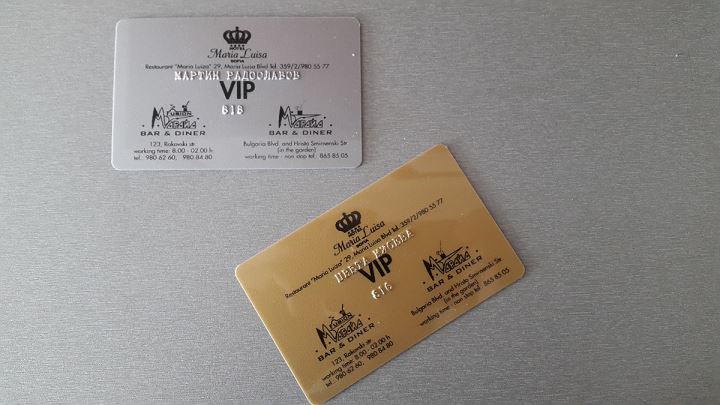 Maria Luisa
SOFIA
Restaurant "Maria Luiza" 29, Maria Luisa Blvd Tel. 359/2/980 55 77
МАРТИН РАДОСЛАВОВ
VIP
616
FUSION
BAR & DINER
123, Rakovski str.
working time: 8.00 - 02.00 h
tel.: 980 62 60, 980 84 80
BAR & DINER
Bulgaria Blvd. and Hristo Smirnenski Str.
(in the garden)
working time - non stop tel.: 865 85 05
Maria Luisa
SOFIA
Restaurant "Maria Luiza" 29, Maria Luisa Blvd Tel. 359/2/980 55 77
VIP
616
FUSION
BAR & DINER
123, Rakovski str.
working time: 8.00 - 02.00 h
tel.: 980 62 60, 980 84 80
BAR & DINER
Bulgaria Blvd. and Hristo Smirnenski Str.
(in the garden)
working time - non stop tel.: 865 85 05